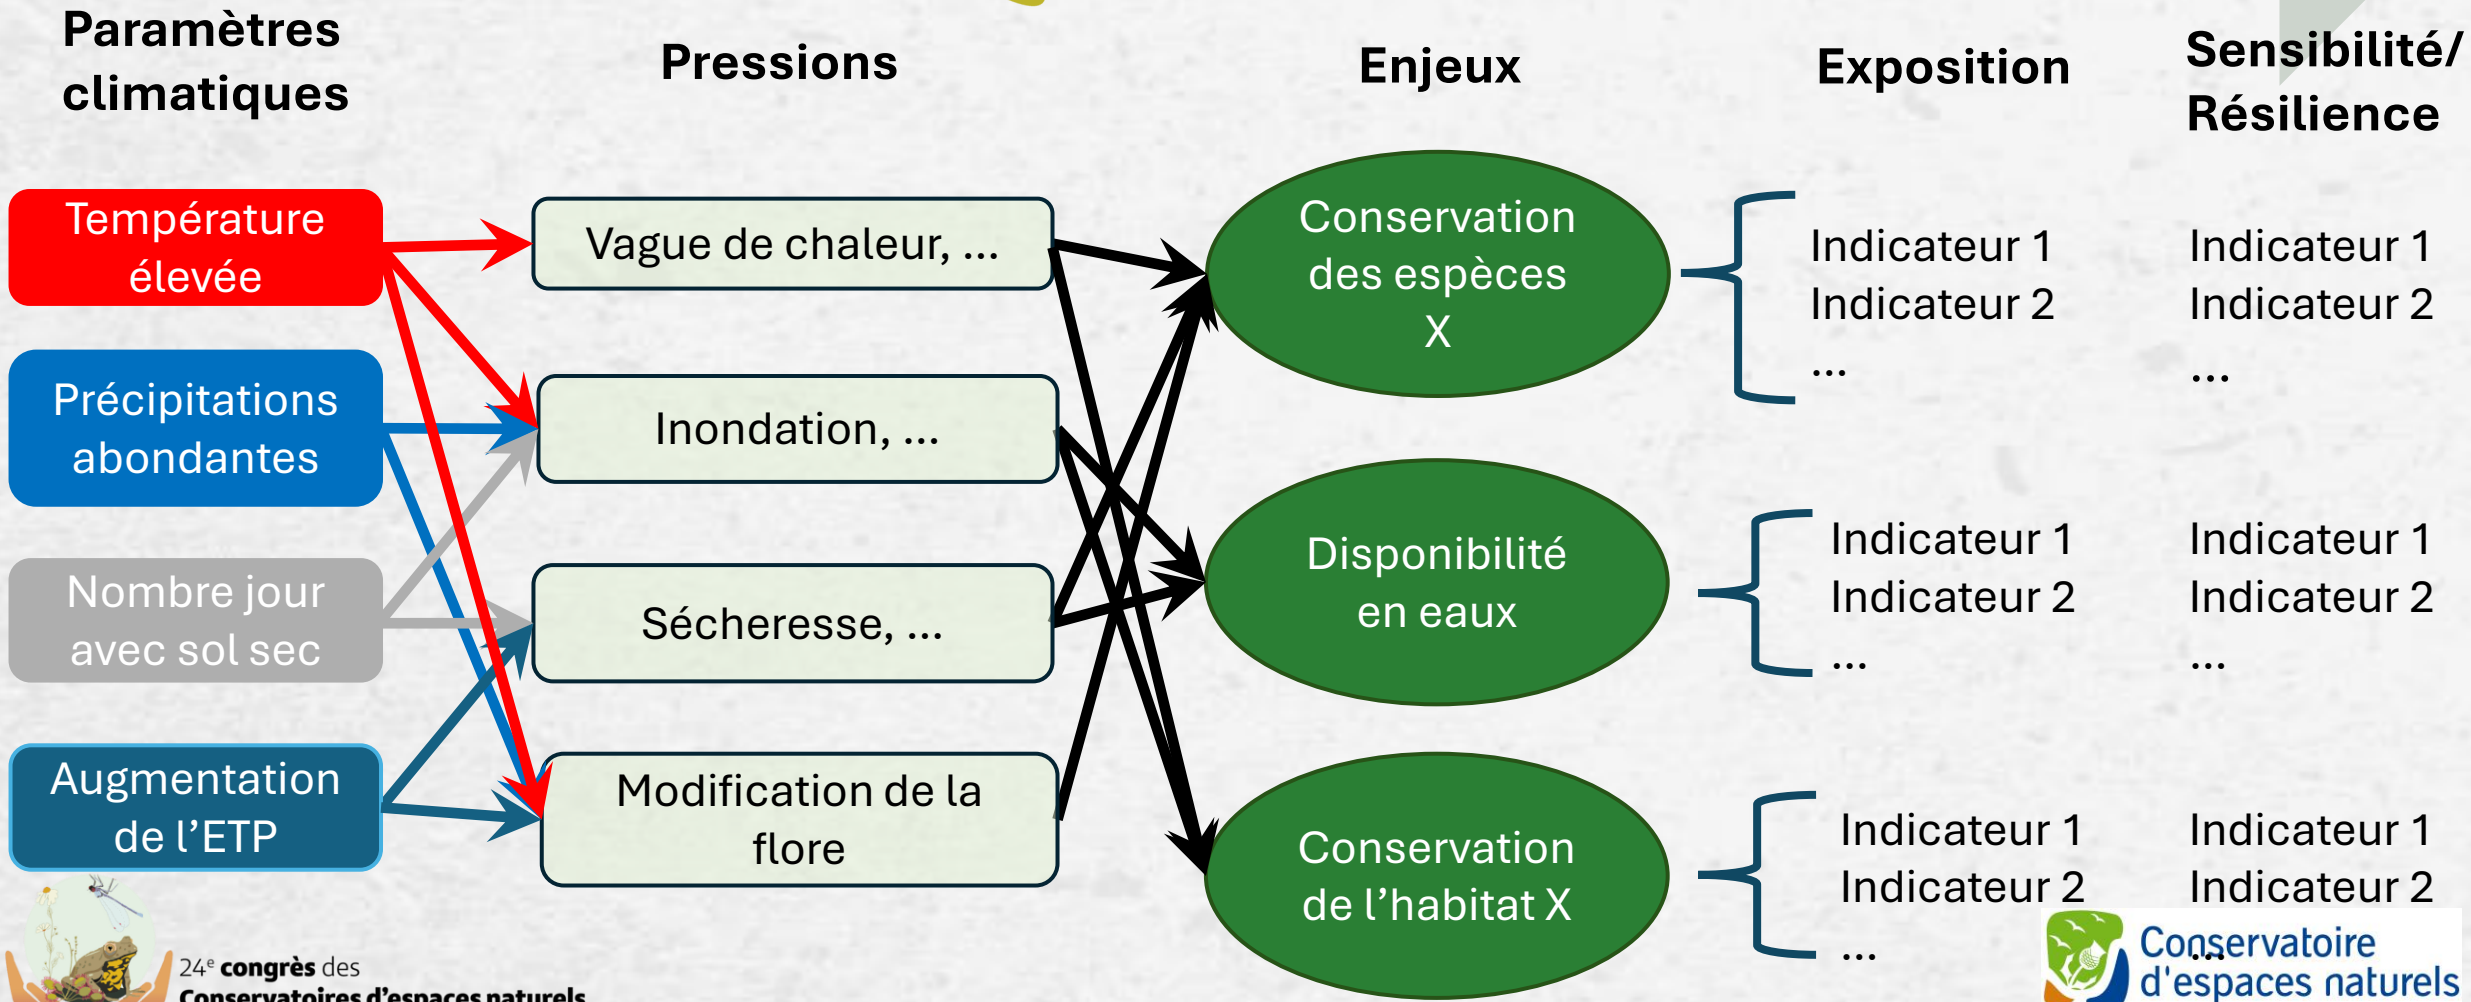 Paramètres
climatiques
Pressions
Enjeux
Exposition
Sensibilité/
Résilience
Température
élevée
Précipitations
abondantes
Nombre jour
avec sol sec
Augmentation
de l'ETP
Vague de chaleur, ...
Inondation, ...
Sécheresse, ...
Modification de la
flore
Conservation
des espèces
X
Disponibilité
en eaux
Conservation
de l'habitat X
Indicateur 1
Indicateur 2
...
Indicateur 1
Indicateur 2
...
Indicateur 1
Indicateur 2
...
Indicateur 1
Indicateur 2
...
Indicateur 1
Indicateur 2
...
Indicateur 1
Indicateur 2
...
24e congrès des
Conservatoires d'espaces naturels
Conservatoire
d'espaces naturels